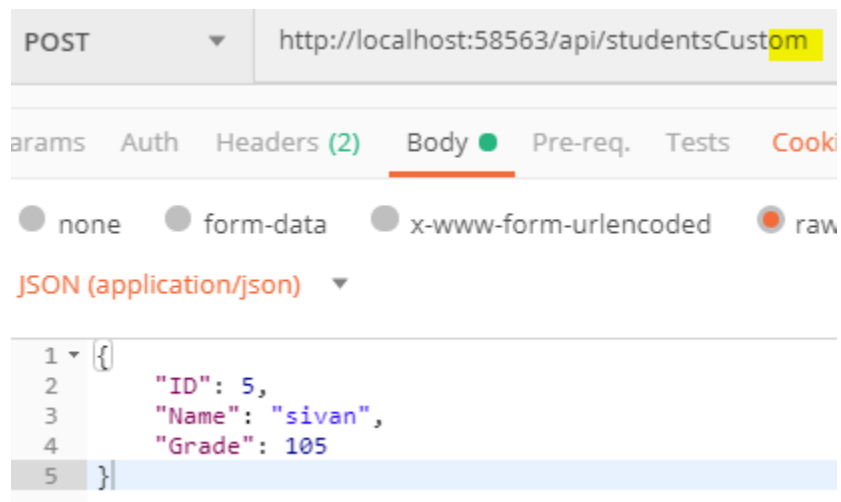 POST http://localhost:58563/api/studentsCustom
arams Auth Headers (2) Body Pre-req. Tests Cooki
none form-data x-www-form-urlencoded raw
JSON (application/json)
1 {
2 "ID": 5,
3 "Name": "sivan",
4 "Grade": 105
5 }